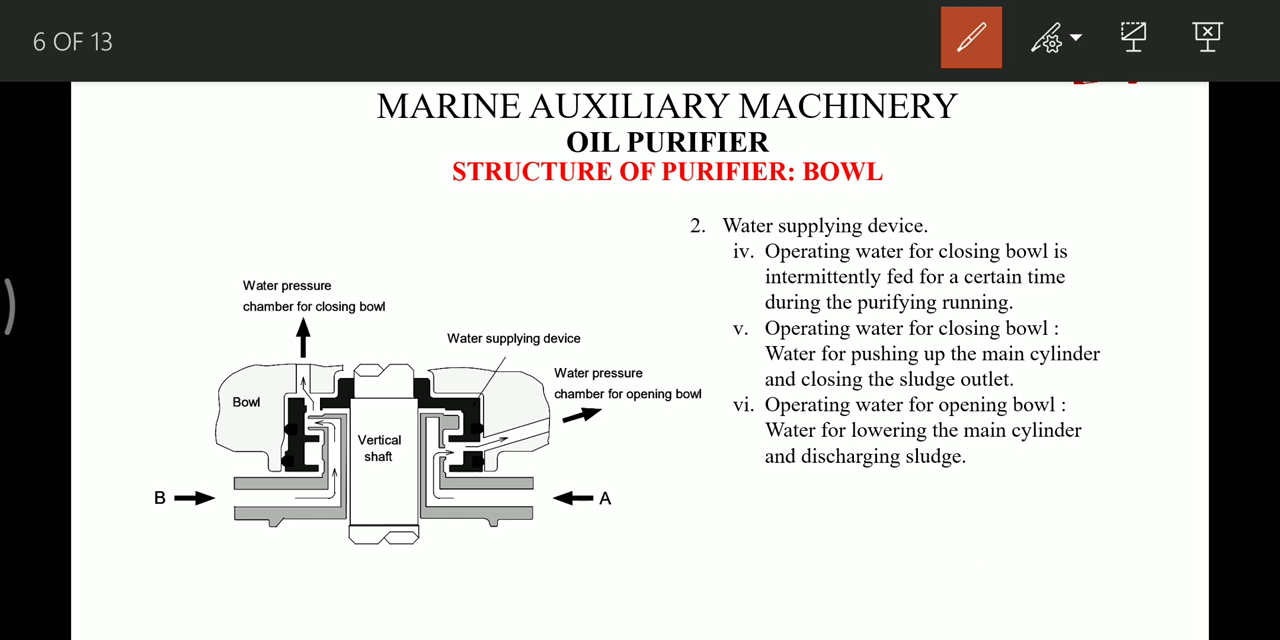 6 OF 13
MARINE AUXILIARY MACHINERY
OIL PURIFIER
STRUCTURE OF PURIFIER: BOWL
2. Water supplying device.
iv. Operating water for closing bowl is
intermittently fed for a certain time
during the purifying running.
v. Operating water for closing bowl :
Water for pushing up the main cylinder
and closing the sludge outlet.
vi. Operating water for opening bowl :
Water for lowering the main cylinder
and discharging sludge.
Water pressure
chamber for closing bowl
Water supplying device
Water pressure
chamber for opening bowl
Bowl
Vertical
shaft
B
A